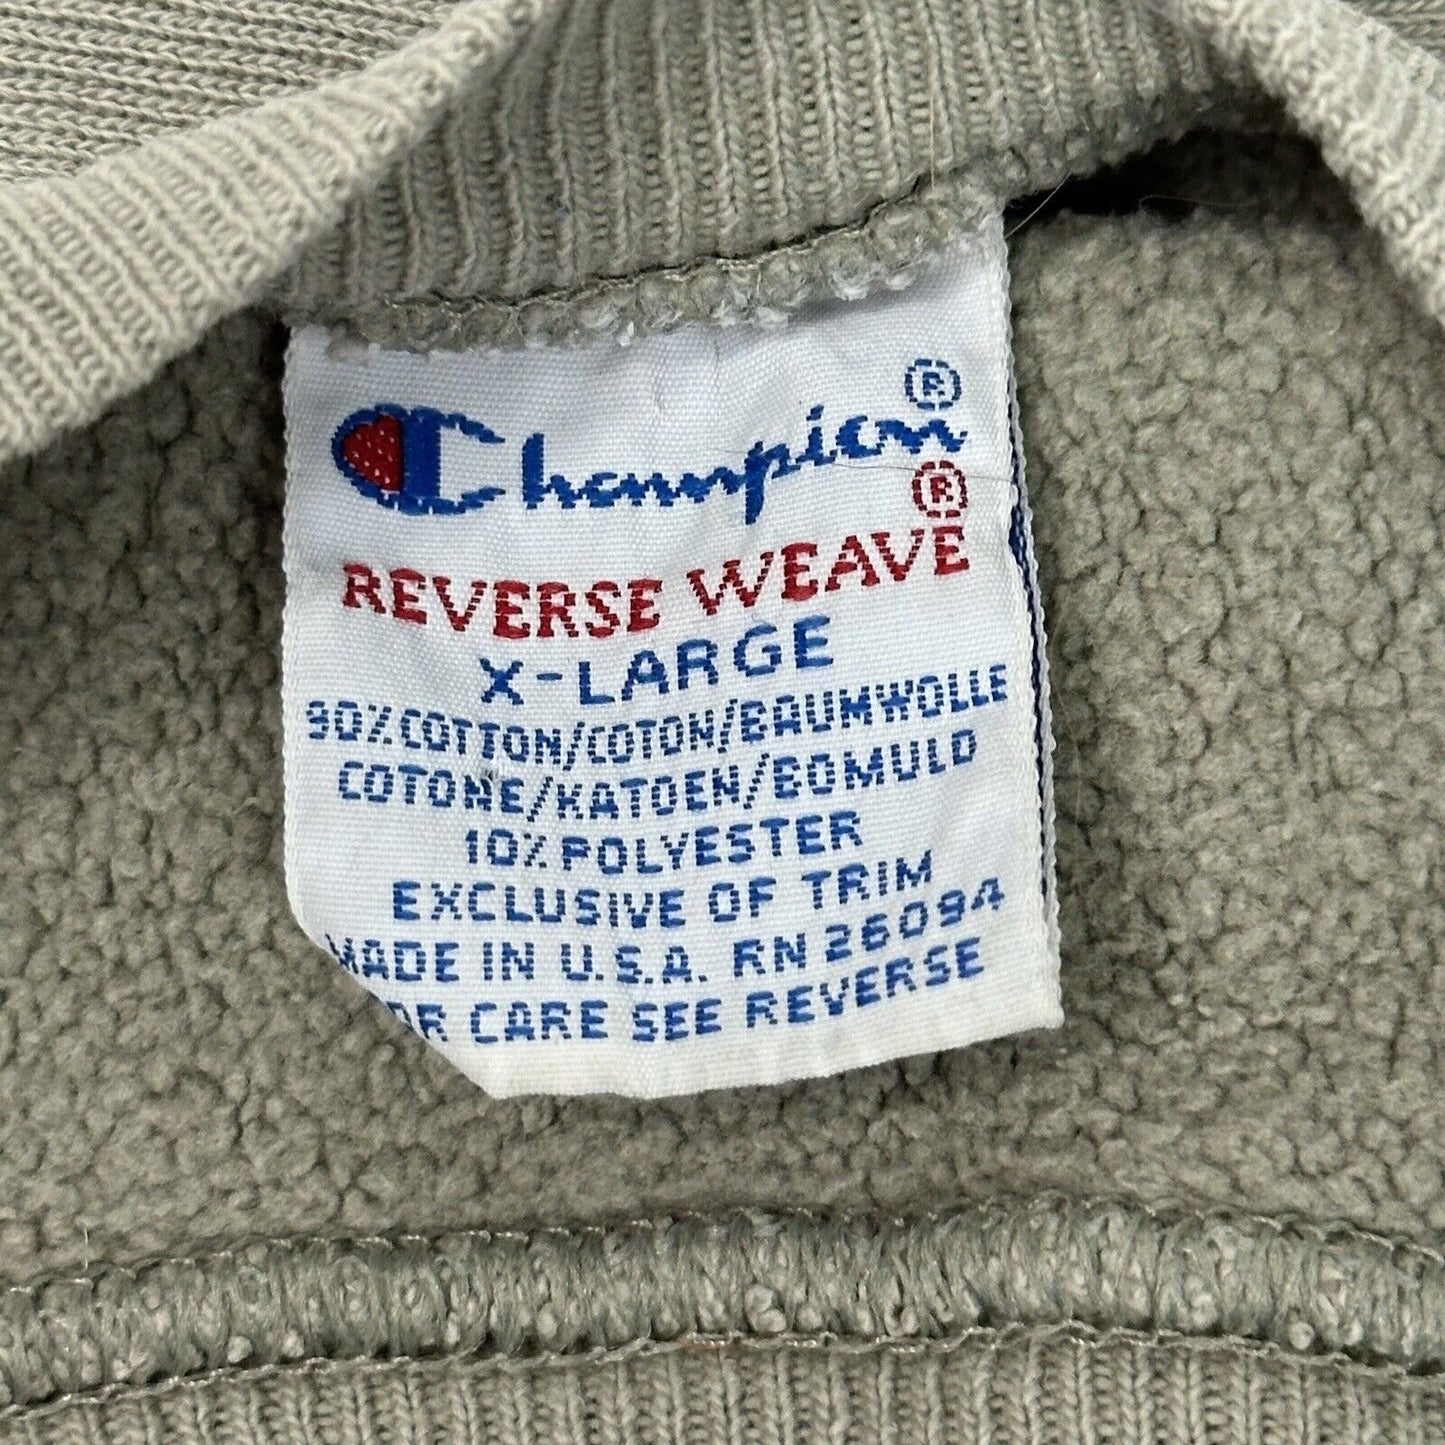 Champion ®
REVERSE WEAVE ®
X-LARGE
90% COTTON/COTON/BAUMWOLLE
COTONE/KATOEN/BOMULD
10% POLYESTER
EXCLUSIVE OF TRIM
MADE IN U.S.A. RN 26094
OR CARE SEE REVERSE